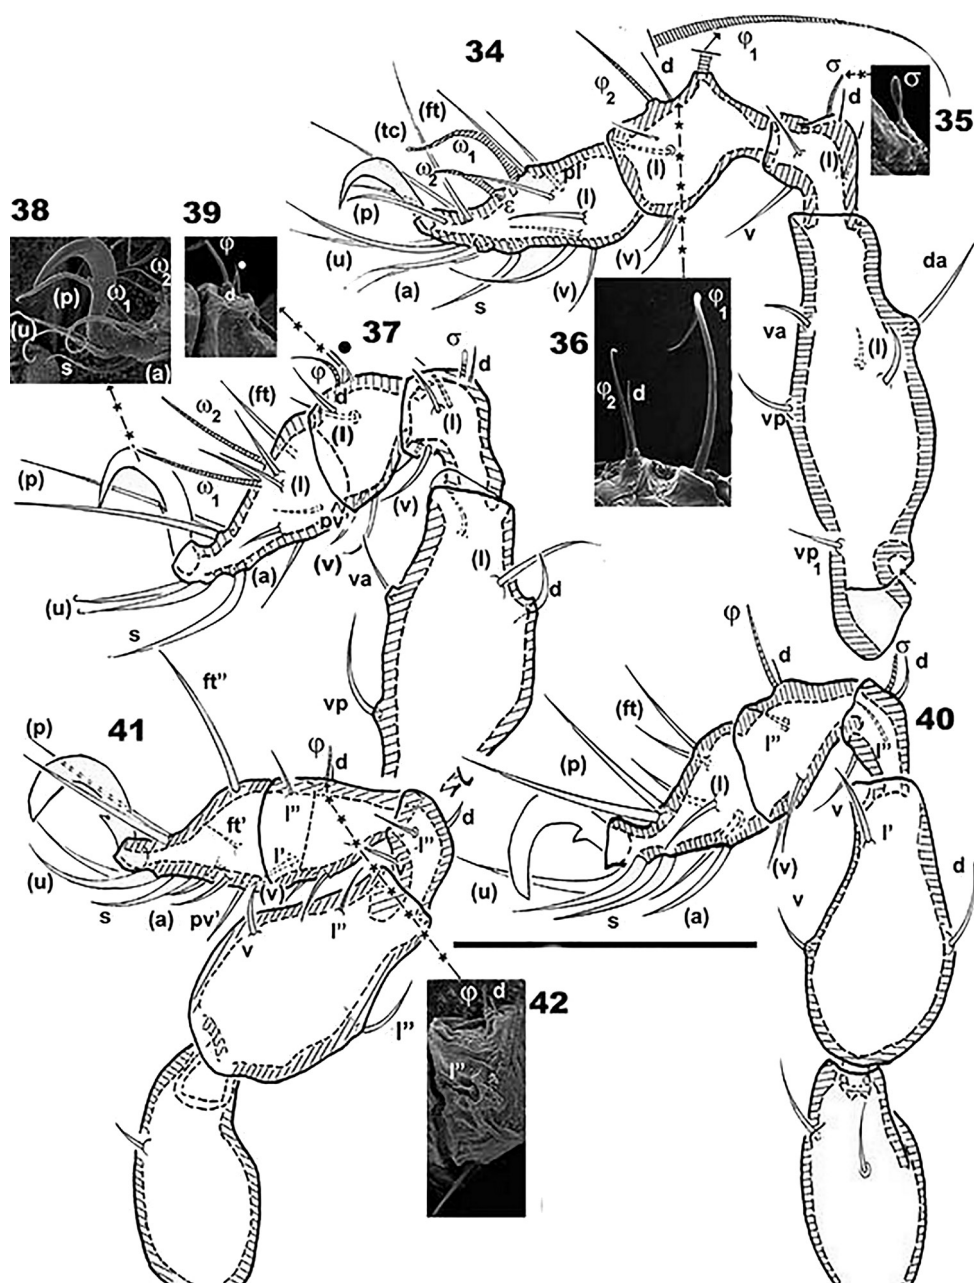 34
d
φ1
φ2
σ
d
σ
35
(ft)
(tc)
ω1
ω2
pl'
(l)
ε
(l)
(l)
(p)
(u)
(a)
s
(v)
(v)
v
da
va
(l)
vp
vp1
38
(p)
ω1
ω2
(u)
s
(a)
39
φ
d
36
φ1
φ2
d
37
φ
d
σ
d
(ft)
ω2
(l)
(l)
(l)
(p)
ω1
pv'
(v)
(v)
(a)
va
(l)
d
(u)
s
vp
40
φ
d
σ
d
(ft)
l''
l''
(p)
(l)
v
l'
(v)
(u)
s
(a)
v
d
41
ft''
(p)
φ
d
l''
d
l''
ft'
l'
(v)
(u)
s
(a)
pv'
v
l''
l''
42
φ
d
l''